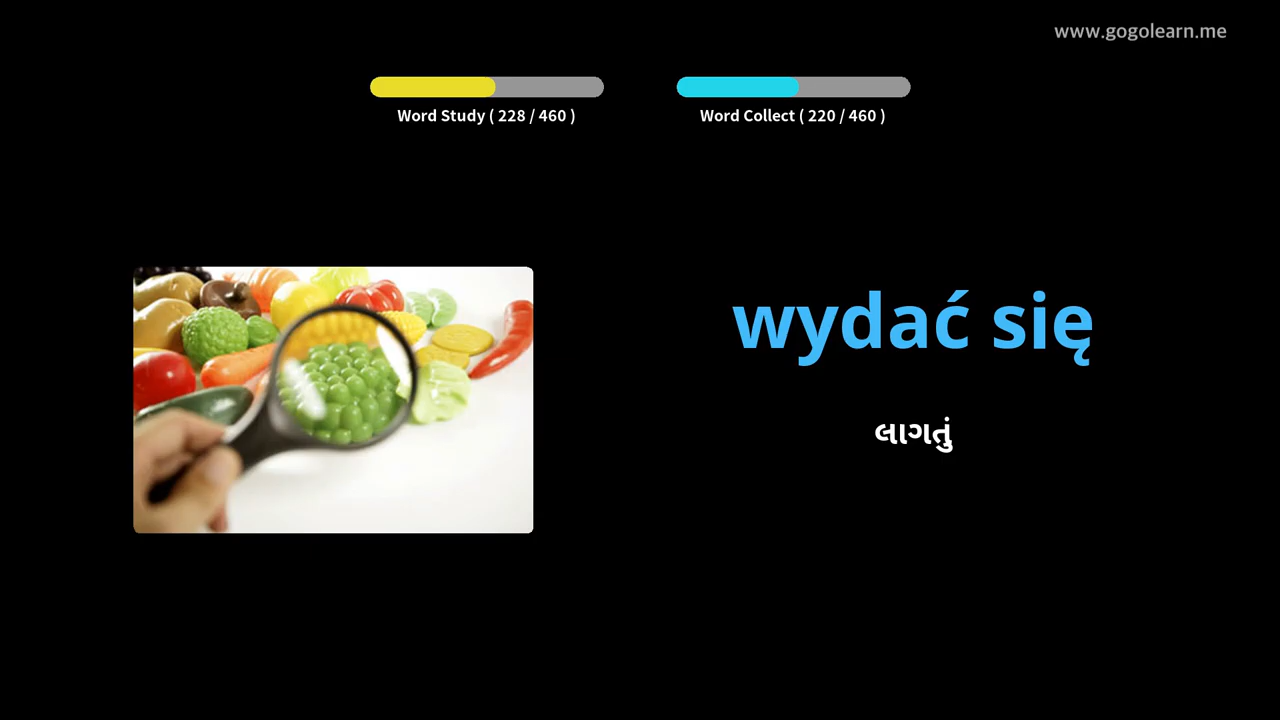 www.gogolearn.me
Word Study ( 228 / 460 )
Word Collect ( 220 / 460 )
wydać się
લાગતું